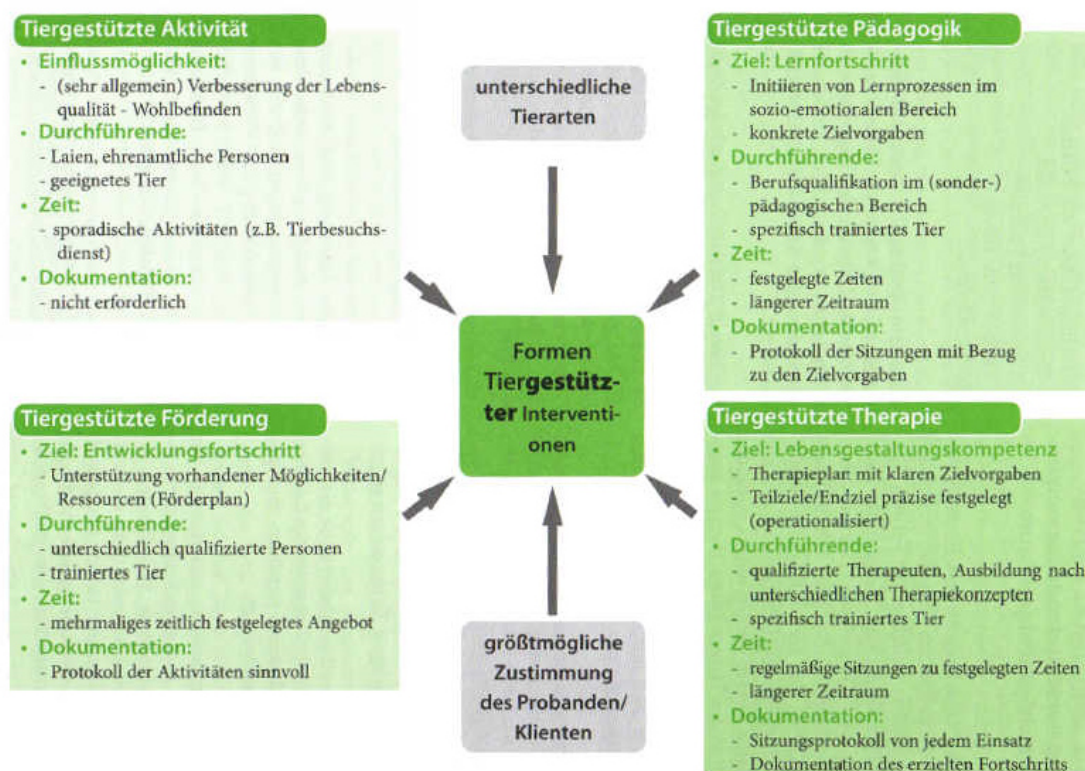 Tiergestützte Aktivität
• Einflussmöglichkeit:
- (sehr allgemein) Verbesserung der Lebens-
qualität - Wohlbefinden
• Durchführende:
- Laien, ehrenamtliche Personen
- geeignetes Tier
• Zeit:
- sporadische Aktivitäten (z.B. Tierbesuchs-
dienst)
• Dokumentation:
- nicht erforderlich
unterschiedliche
Tierarten
Tiergestützte Pädagogik
• Ziel: Lernfortschritt
- Initiieren von Lernprozessen im
sozio-emotionalen Bereich
- konkrete Zielvorgaben
• Durchführende:
- Berufsqualifikation im (sonder-)
pädagogischen Bereich
- spezifisch trainiertes Tier
• Zeit:
- festgelegte Zeiten
- längerer Zeitraum
• Dokumentation:
- Protokoll der Sitzungen mit Bezug
zu den Zielvorgaben
Formen
Tiergestütz-
ter Interventi-
onen
Tiergestützte Förderung
• Ziel: Entwicklungsfortschritt
- Unterstützung vorhandener Möglichkeiten/
Ressourcen (Förderplan)
• Durchführende:
- unterschiedlich qualifizierte Personen
- trainiertes Tier
• Zeit:
- mehrmaliges zeitlich festgelegtes Angebot
• Dokumentation:
- Protokoll der Aktivitäten sinnvoll
größtmögliche
Zustimmung
des Probanden/
Klienten
Tiergestützte Therapie
• Ziel: Lebensgestaltungskompetenz
- Therapieplan mit klaren Zielvorgaben
- Teilziele/Endziel präzise festgelegt
(operationalisiert)
• Durchführende:
- qualifizierte Therapeuten, Ausbildung nach
unterschiedlichen Therapiekonzepten
- spezifisch trainiertes Tier
• Zeit:
- regelmäßige Sitzungen zu festgelegten Zeiten
- längerer Zeitraum
• Dokumentation:
- Sitzungsprotokoll von jedem Einsatz
- Dokumentation des erzielten Fortschritts